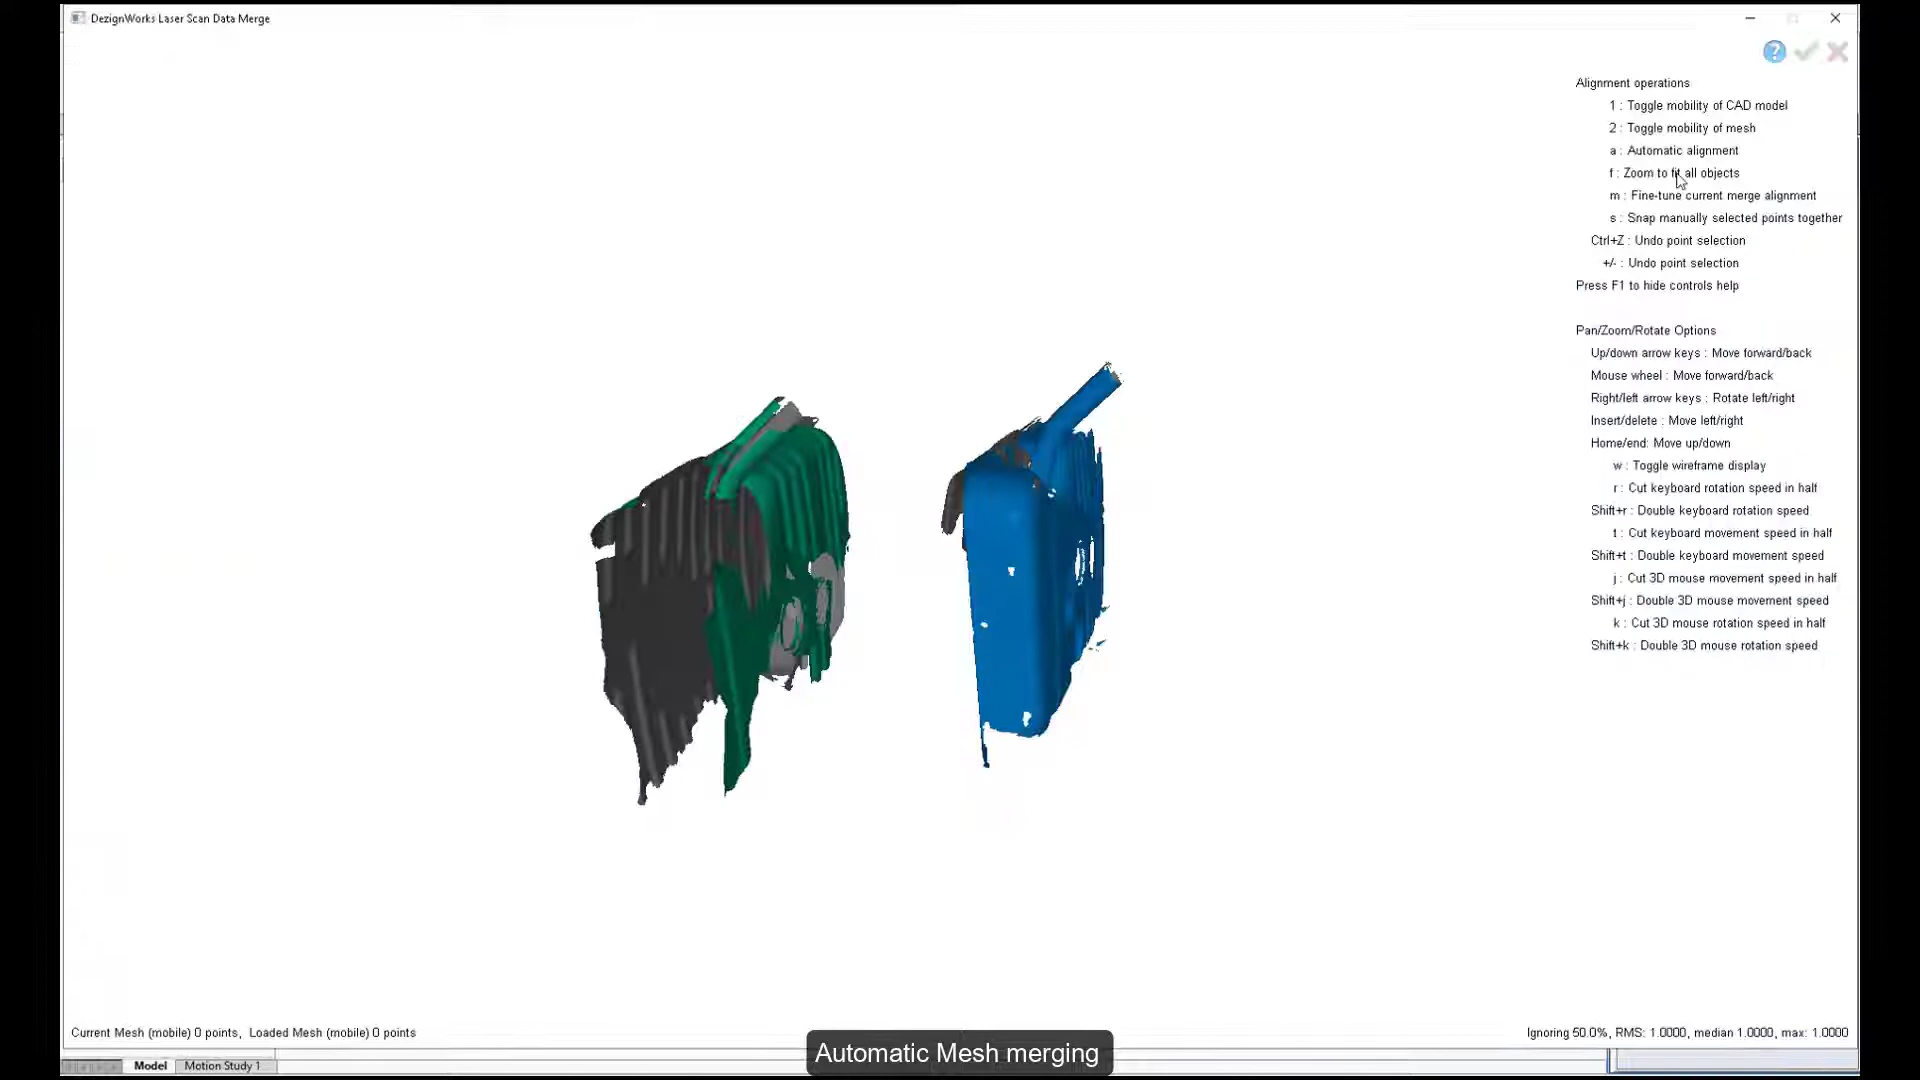 DezignWorks Laser Scan Data Merge
Alignment operations
1 : Toggle mobility of CAD model
2 : Toggle mobility of mesh
a : Automatic alignment
f : Zoom to fit all objects
m : Fine-tune current merge alignment
s : Snap manually selected points together
Ctrl+Z : Undo point selection
+/- : Undo point selection
Press F1 to hide controls help
Pan/Zoom/Rotate Options
Up/down arrow keys : Move forward/back
Mouse wheel : Move forward/back
Right/left arrow keys : Rotate left/right
Insert/delete : Move left/right
Home/end: Move up/down
w : Toggle wireframe display
r : Cut keyboard rotation speed in half
Shift+r : Double keyboard rotation speed
t : Cut keyboard movement speed in half
Shift+t : Double keyboard movement speed
j : Cut 3D mouse movement speed in half
Shift+j : Double 3D mouse movement speed
k : Cut 3D mouse rotation speed in half
Shift+k : Double 3D mouse rotation speed
Current Mesh (mobile) 0 points, Loaded Mesh (mobile) 0 points
Ignoring 50.0%, RMS: 1.0000, median 1.0000, max: 1.0000
Automatic Mesh merging
Model
Motion Study 1